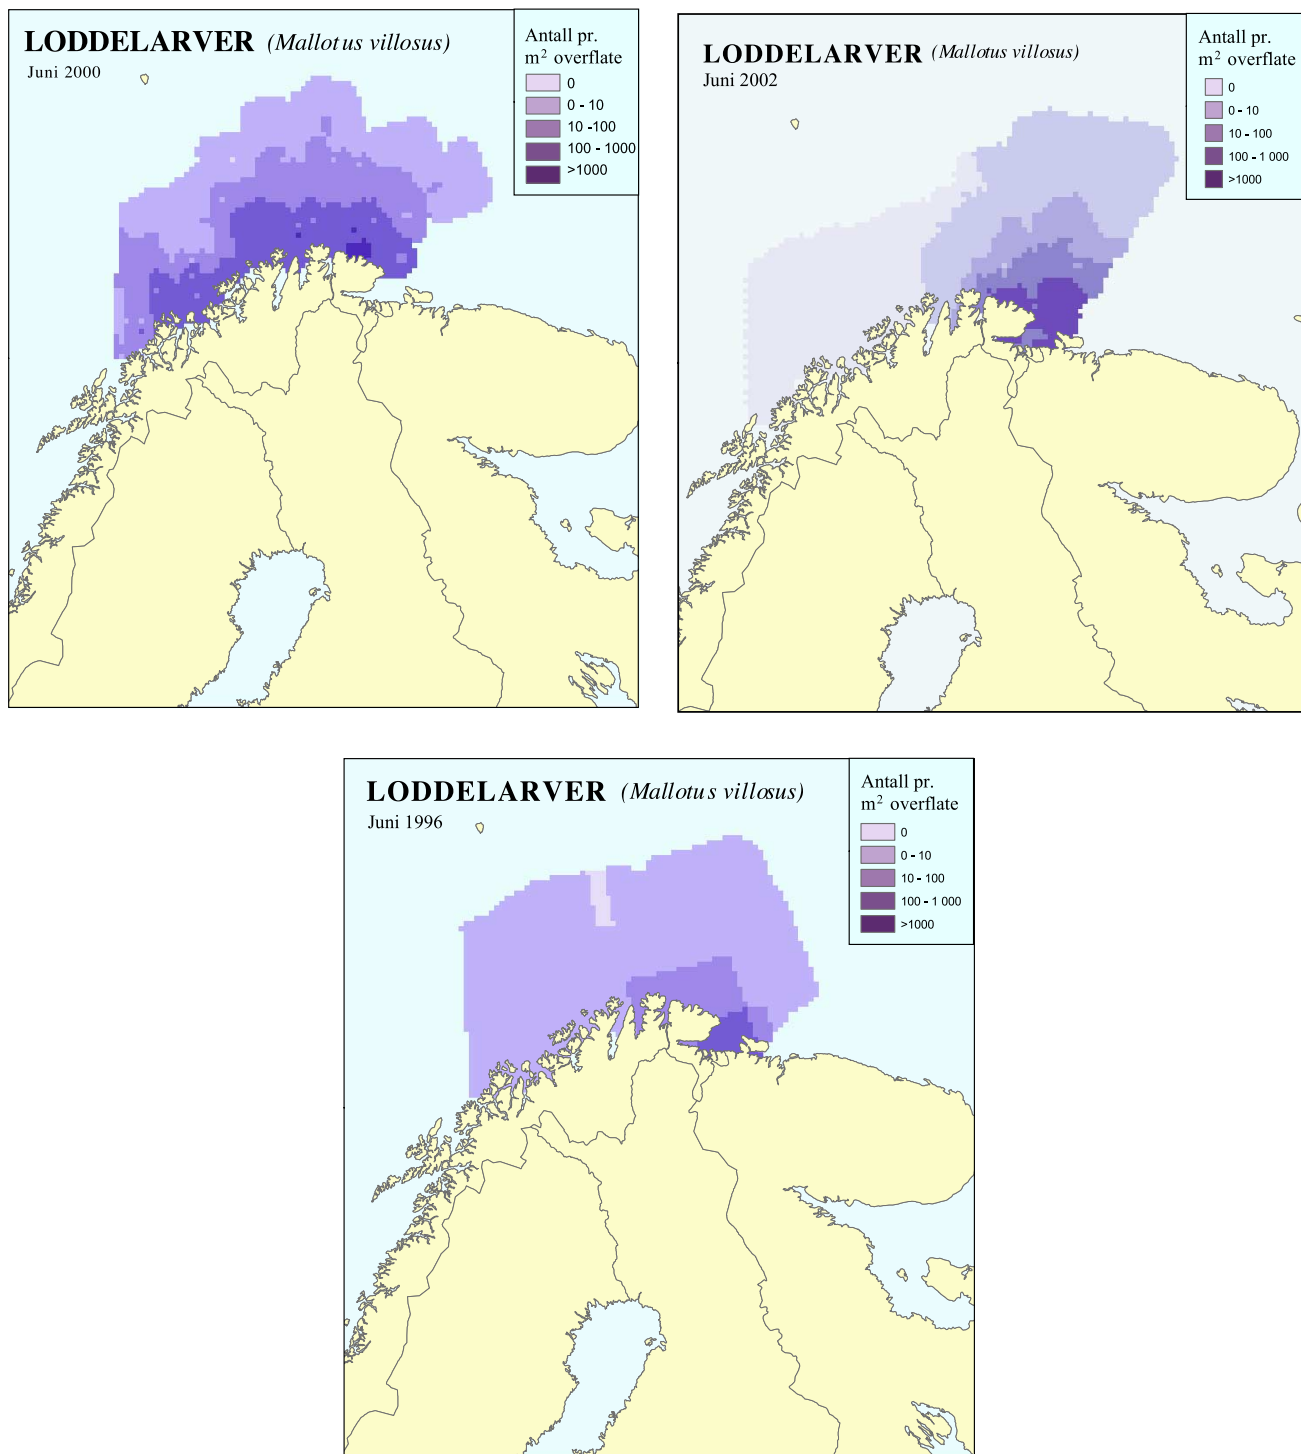 LODDELARVER (Mallotus villosus)
Juni 2000
Antall pr.
m² overflate
0
0 - 10
10 -100
100 - 1000
>1000
LODDELARVER (Mallotus villosus)
Juni 2002
Antall pr.
m² overflate
0
0 - 10
10 - 100
100 - 1 000
>1000
LODDELARVER (Mallotus villosus)
Juni 1996
Antall pr.
m² overflate
0
0 - 10
10 - 100
100 - 1 000
>1000